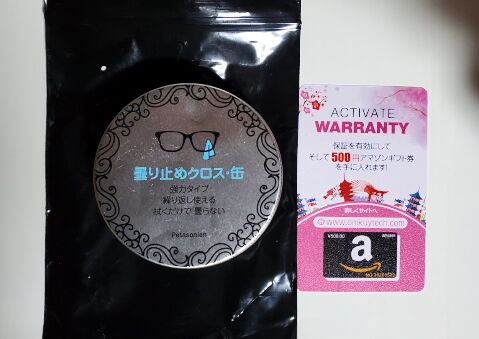 曇り止めクロス・缶
強力タイプ
繰り返し使える
拭くだけで曇らない
Petasonien
ACTIVATE
WARRANTY
保証を有効にして
そして500円アマゾンギフト券
を手に入れます!
詳しくサイトへ
www.omikuytech.com
¥500.00
a